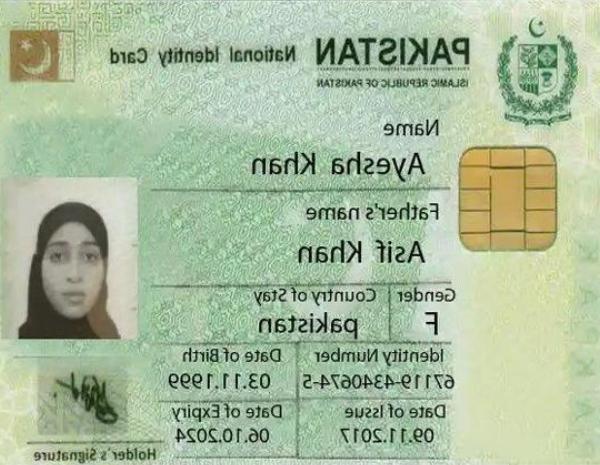 PAKISTAN National Identity Card
ISLAMIC REPUBLIC OF PAKISTAN
Name
Ayesha Khan
Father's name
Asif Khan
Gender Country of Stay
F pakistan
Identity Number Date of Birth
67119-4340674-5 03.11.1999
Date of Issue Date of Expiry
09.11.2017 06.10.2024
Holder's Signature